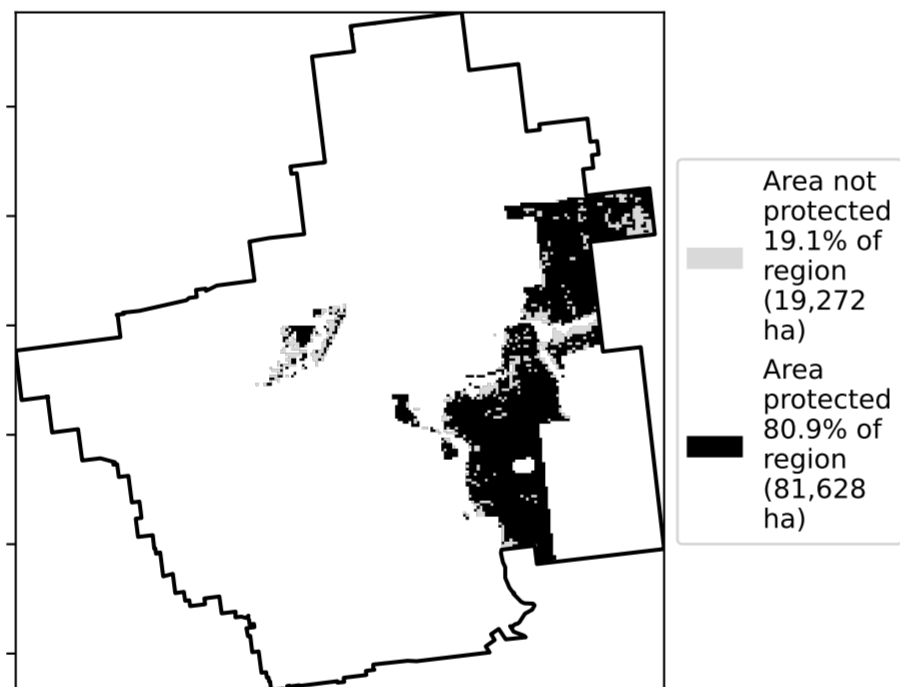 Area not
protected
19.1% of
region
(19,272
ha)
Area
protected
80.9% of
region
(81,628
ha)